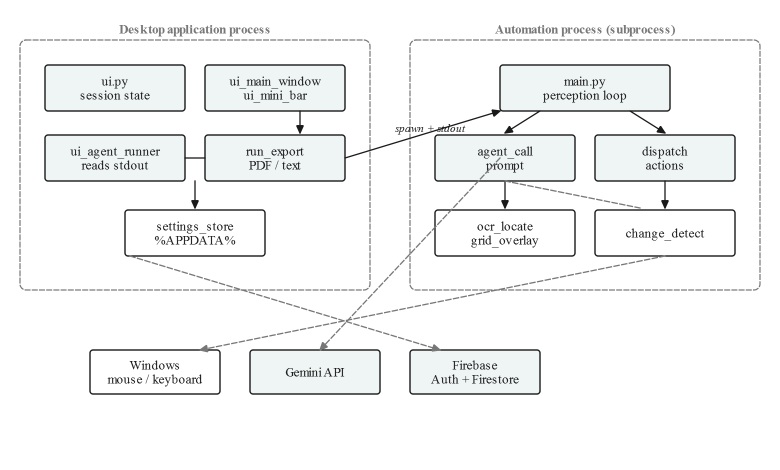 Desktop application process
Automation process (subprocess)
ui.py
session state
ui_main_window
ui_mini_bar
main.py
perception loop
spawn + stdout
ui_agent_runner
reads stdout
run_export
PDF / text
agent_call
prompt
dispatch
actions
settings_store
%APPDATA%
ocr_locate
grid_overlay
change_detect
Windows
mouse / keyboard
Gemini API
Firebase
Auth + Firestore